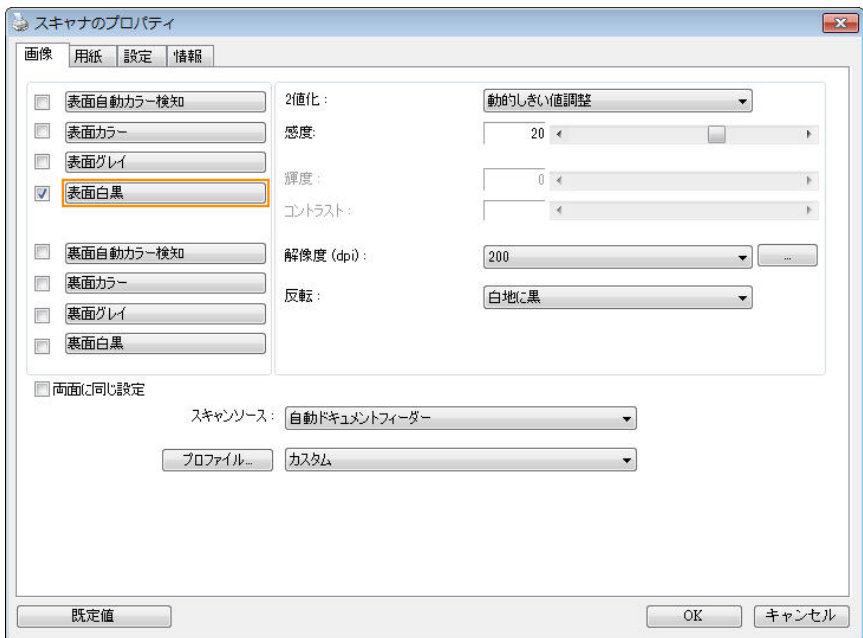 スキャナのプロパティ
画像 用紙 設定 情報
表面自動カラー検知
表面カラー
表面グレイ
表面白黒
裏面自動カラー検知
裏面カラー
裏面グレイ
裏面白黒
2値化: 動的しきい値調整
感度: 20
輝度: 0
コントラスト:
解像度(dpi): 200 ...
反転: 白地に黒
両面に同じ設定
スキャンソース: 自動ドキュメントフィーダー
プロファイル... カスタム
既定値 OK キャンセル